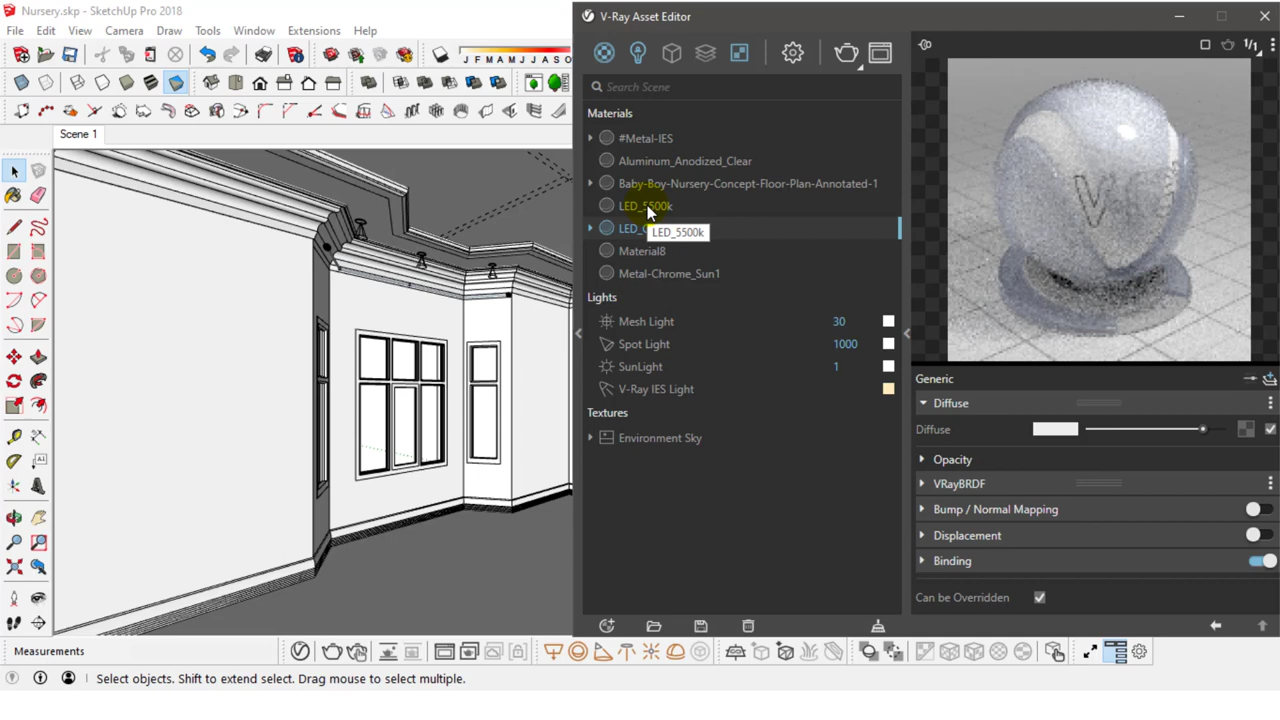 Nursery.skp - SketchUp Pro 2018
File Edit View Camera Draw Tools Window Extensions Help
J F M A M J J A S O
Scene 1
V-Ray Asset Editor
Search Scene
1/1
Materials
#Metal-IES
Aluminum_Anodized_Clear
Baby-Boy-Nursery-Concept-Floor-Plan-Annotated-1
LED_5500k
LED_
LED_5500k
Material8
Metal-Chrome_Sun1
Lights
Mesh Light 30
Spot Light 1000
SunLight 1
V-Ray IES Light
Textures
Environment Sky
Generic
Diffuse
Diffuse
Opacity
VRayBRDF
Bump / Normal Mapping
Displacement
Binding
Can be Overridden
Measurements
Select objects. Shift to extend select. Drag mouse to select multiple.